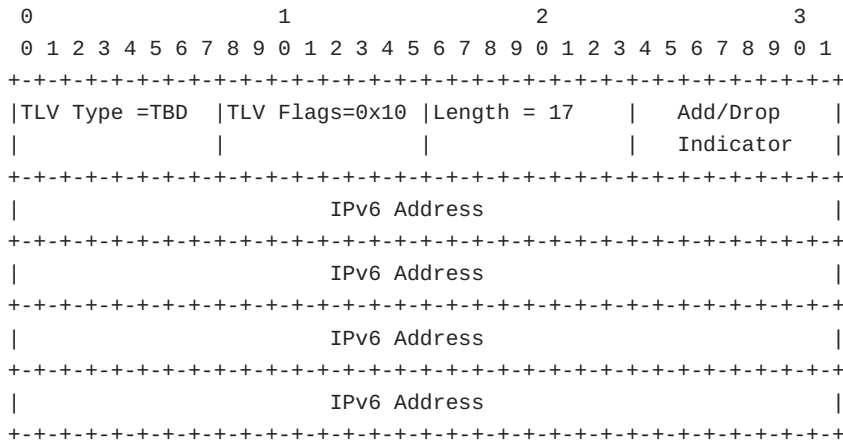 0                   1                   2                   3
 0 1 2 3 4 5 6 7 8 9 0 1 2 3 4 5 6 7 8 9 0 1 2 3 4 5 6 7 8 9 0 1
+-+-+-+-+-+-+-+-+-+-+-+-+-+-+-+-+-+-+-+-+-+-+-+-+-+-+-+-+-+-+-+-+
|TLV Type =TBD  |TLV Flags=0x10 |Length = 17    |   Add/Drop    |
|               |               |               |   Indicator   |
+-+-+-+-+-+-+-+-+-+-+-+-+-+-+-+-+-+-+-+-+-+-+-+-+-+-+-+-+-+-+-+-+
|                        IPv6 Address                           |
+-+-+-+-+-+-+-+-+-+-+-+-+-+-+-+-+-+-+-+-+-+-+-+-+-+-+-+-+-+-+-+-+
|                        IPv6 Address                           |
+-+-+-+-+-+-+-+-+-+-+-+-+-+-+-+-+-+-+-+-+-+-+-+-+-+-+-+-+-+-+-+-+
|                        IPv6 Address                           |
+-+-+-+-+-+-+-+-+-+-+-+-+-+-+-+-+-+-+-+-+-+-+-+-+-+-+-+-+-+-+-+-+
|                        IPv6 Address                           |
+-+-+-+-+-+-+-+-+-+-+-+-+-+-+-+-+-+-+-+-+-+-+-+-+-+-+-+-+-+-+-+-+